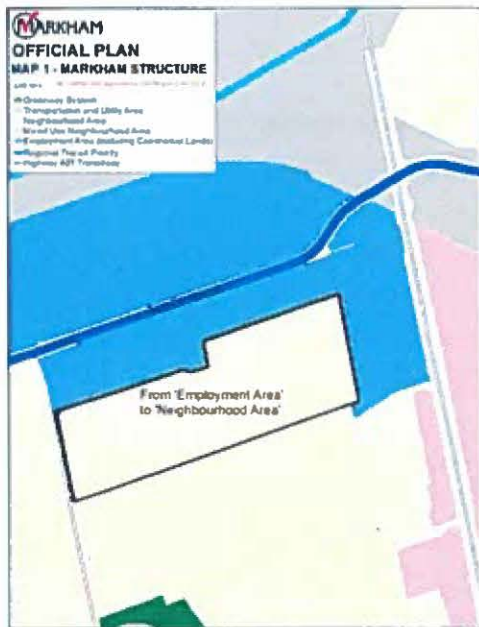 MARKHAM
OFFICIAL PLAN
MAP 1 - MARKHAM STRUCTURE
Greenway System
Transportation and Utility Area
Neighbourhood Area
Mixed Use Neighbourhood Area
Employment Area (including Commercial Lands)
Regional Transit Priority
Highway 407 Transitway
From 'Employment Area'
to 'Neighbourhood Area'